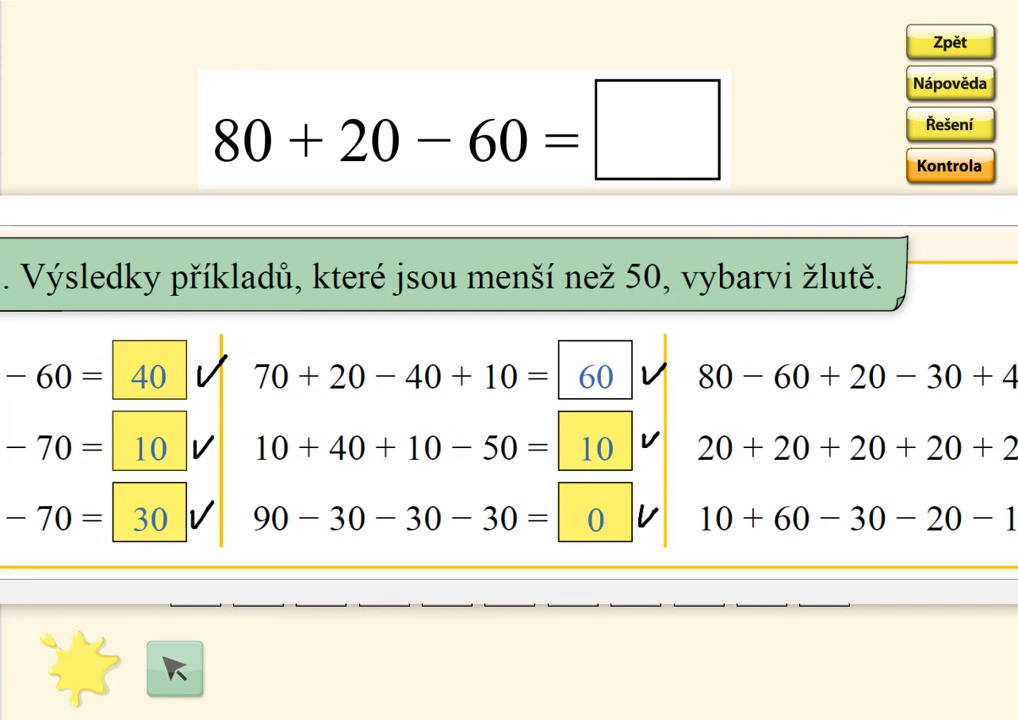 Zpět
Nápověda
Řešení
Kontrola
80 + 20 − 60 =
. Výsledky příkladů, které jsou menší než 50, vybarvi žlutě.
− 60 = 40 ✓ 70 + 20 − 40 + 10 = 60 ✓ 80 − 60 + 20 − 30 + 4
− 70 = 10 ✓ 10 + 40 + 10 − 50 = 10 ✓ 20 + 20 + 20 + 20 + 2
− 70 = 30 ✓ 90 − 30 − 30 − 30 = 0 ✓ 10 + 60 − 30 − 20 − 1